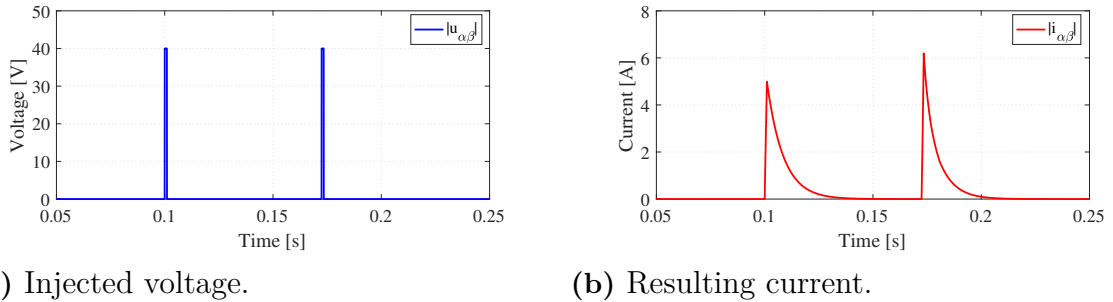 50
40
30
20
10
0
Voltage [V]
|u αβ|
0.05 0.1 0.15 0.2 0.25
Time [s]
8
6
4
2
0
Current [A]
|i αβ|
0.05 0.1 0.15 0.2 0.25
Time [s]
) Injected voltage.
(b) Resulting current.